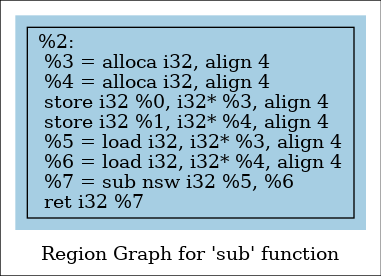 %2:
%3 = alloca i32, align 4
%4 = alloca i32, align 4
store i32 %0, i32* %3, align 4
store i32 %1, i32* %4, align 4
%5 = load i32, i32* %3, align 4
%6 = load i32, i32* %4, align 4
%7 = sub nsw i32 %5, %6
ret i32 %7
Region Graph for 'sub' function